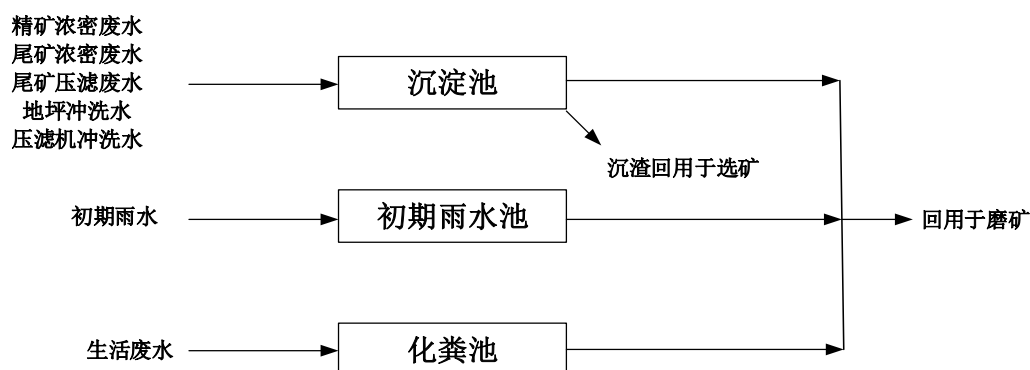 精矿浓密废水
尾矿浓密废水
尾矿压滤废水
地坪冲洗水
压滤机冲洗水
沉淀池
沉渣回用于选矿
初期雨水
初期雨水池
回用于磨矿
生活废水
化粪池